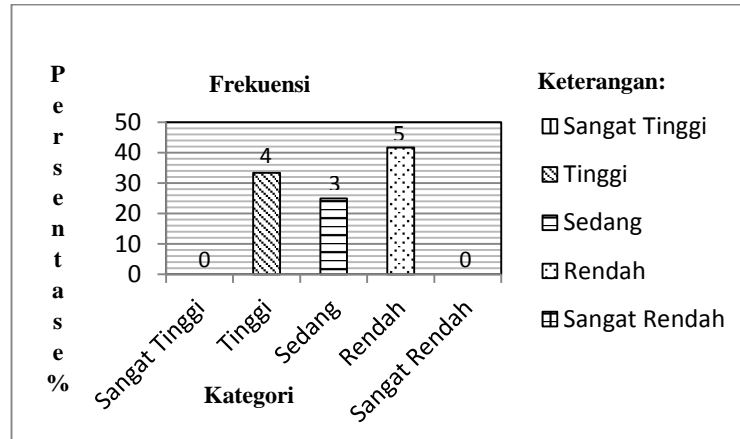 Persentase %
Frekuensi
50
40
30
20
10
0
0
4
3
5
0
Sangat Tinggi
Tinggi
Sedang
Rendah
Sangat Rendah
Kategori
Keterangan:
Sangat Tinggi
Tinggi
Sedang
Rendah
Sangat Rendah